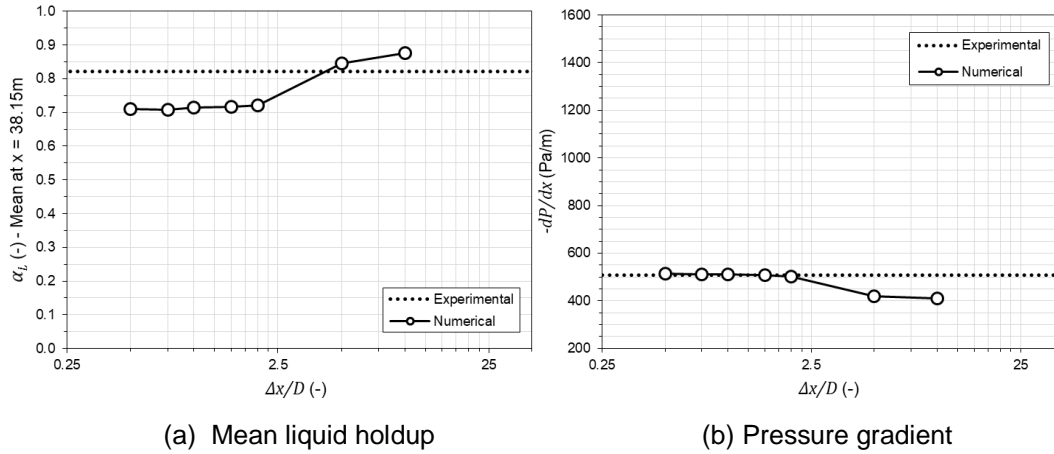 1.0
0.9
0.8
0.7
0.6
0.5
0.4
0.3
0.2
0.1
0.0
α_L (-) - Mean at x = 38.15m
Experimental
Numerical
0.25
2.5
25
Δx/D (-)
(a) Mean liquid holdup
1600
1400
1200
1000
800
600
400
200
-dP/dx (Pa/m)
Experimental
Numerical
0.25
2.5
25
Δx/D (-)
(b) Pressure gradient